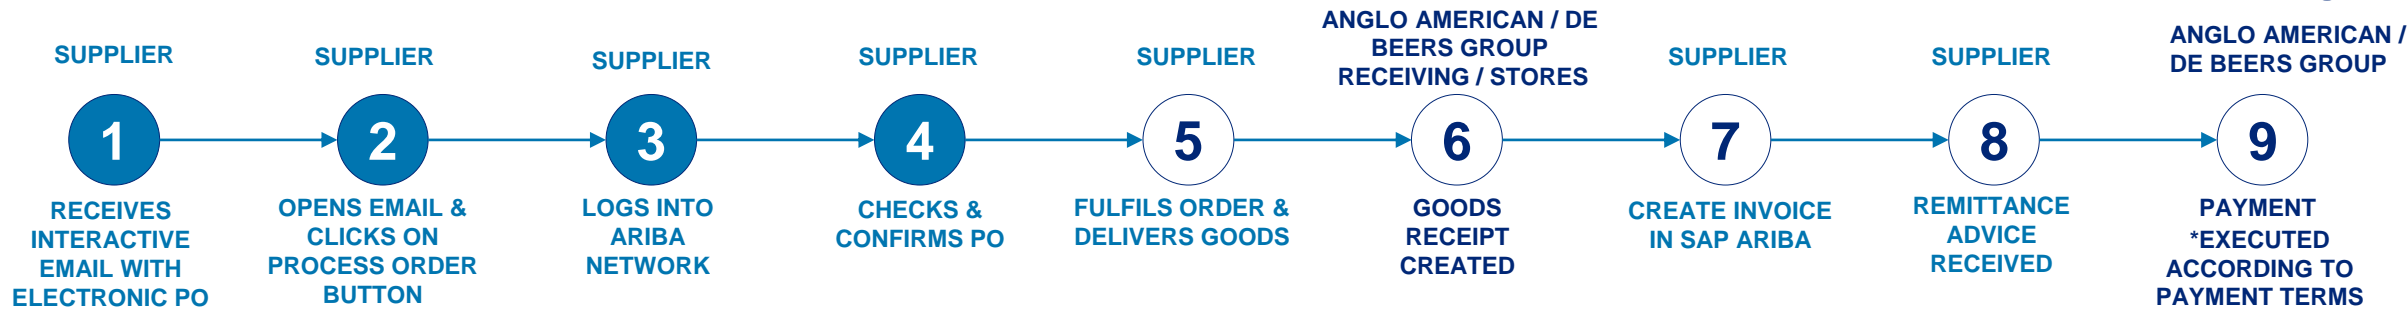 SUPPLIER
1
RECEIVES
INTERACTIVE
EMAIL WITH
ELECTRONIC PO
SUPPLIER
2
OPENS EMAIL &
CLICKS ON
PROCESS ORDER
BUTTON
SUPPLIER
3
LOGS INTO
ARIBA
NETWORK
SUPPLIER
4
CHECKS &
CONFIRMS PO
SUPPLIER
5
FULFILS ORDER &
DELIVERS GOODS
ANGLO AMERICAN / DE
BEERS GROUP
RECEIVING / STORES
6
GOODS
RECEIPT
CREATED
SUPPLIER
7
CREATE INVOICE
IN SAP ARIBA
SUPPLIER
8
REMITTANCE
ADVICE
RECEIVED
ANGLO AMERICAN /
DE BEERS GROUP
9
PAYMENT
*EXECUTED
ACCORDING TO
PAYMENT TERMS